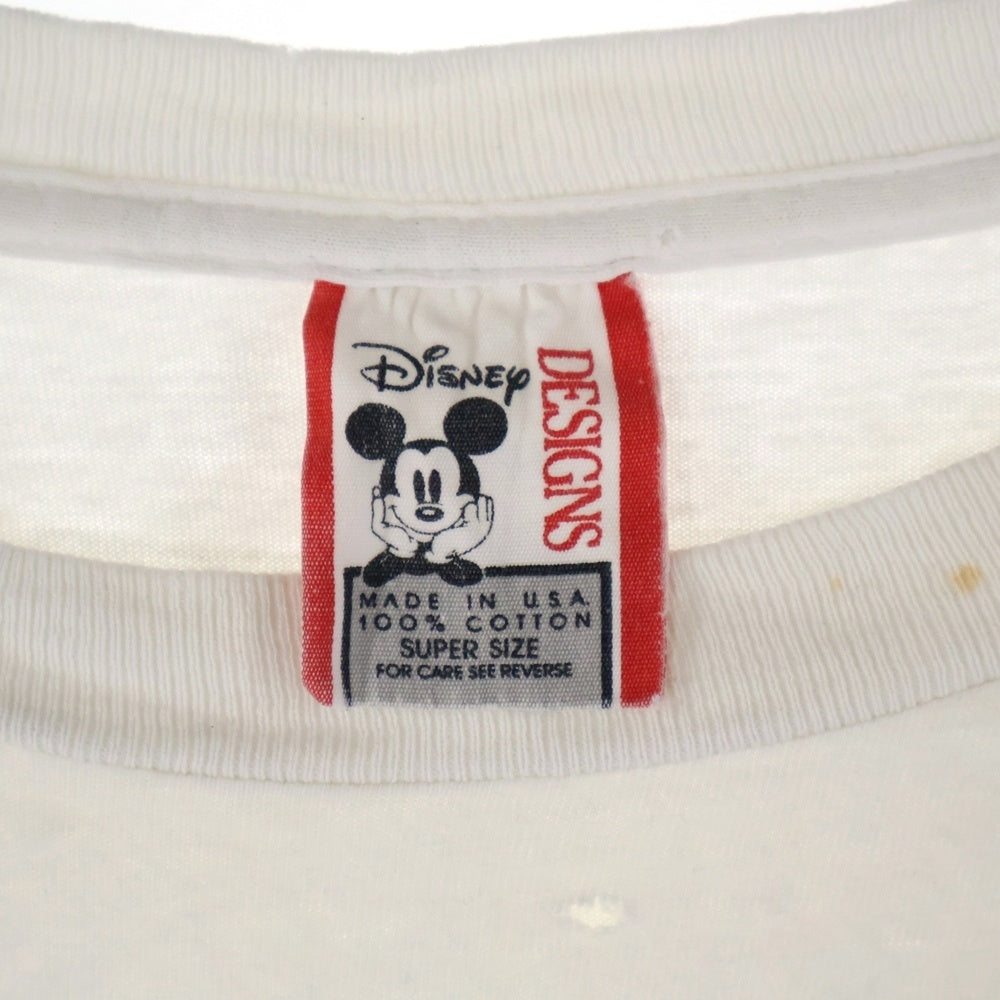 Disney
DESIGNS
MADE IN U.S.A.
100% COTTON
SUPER SIZE
FOR CARE SEE REVERSE